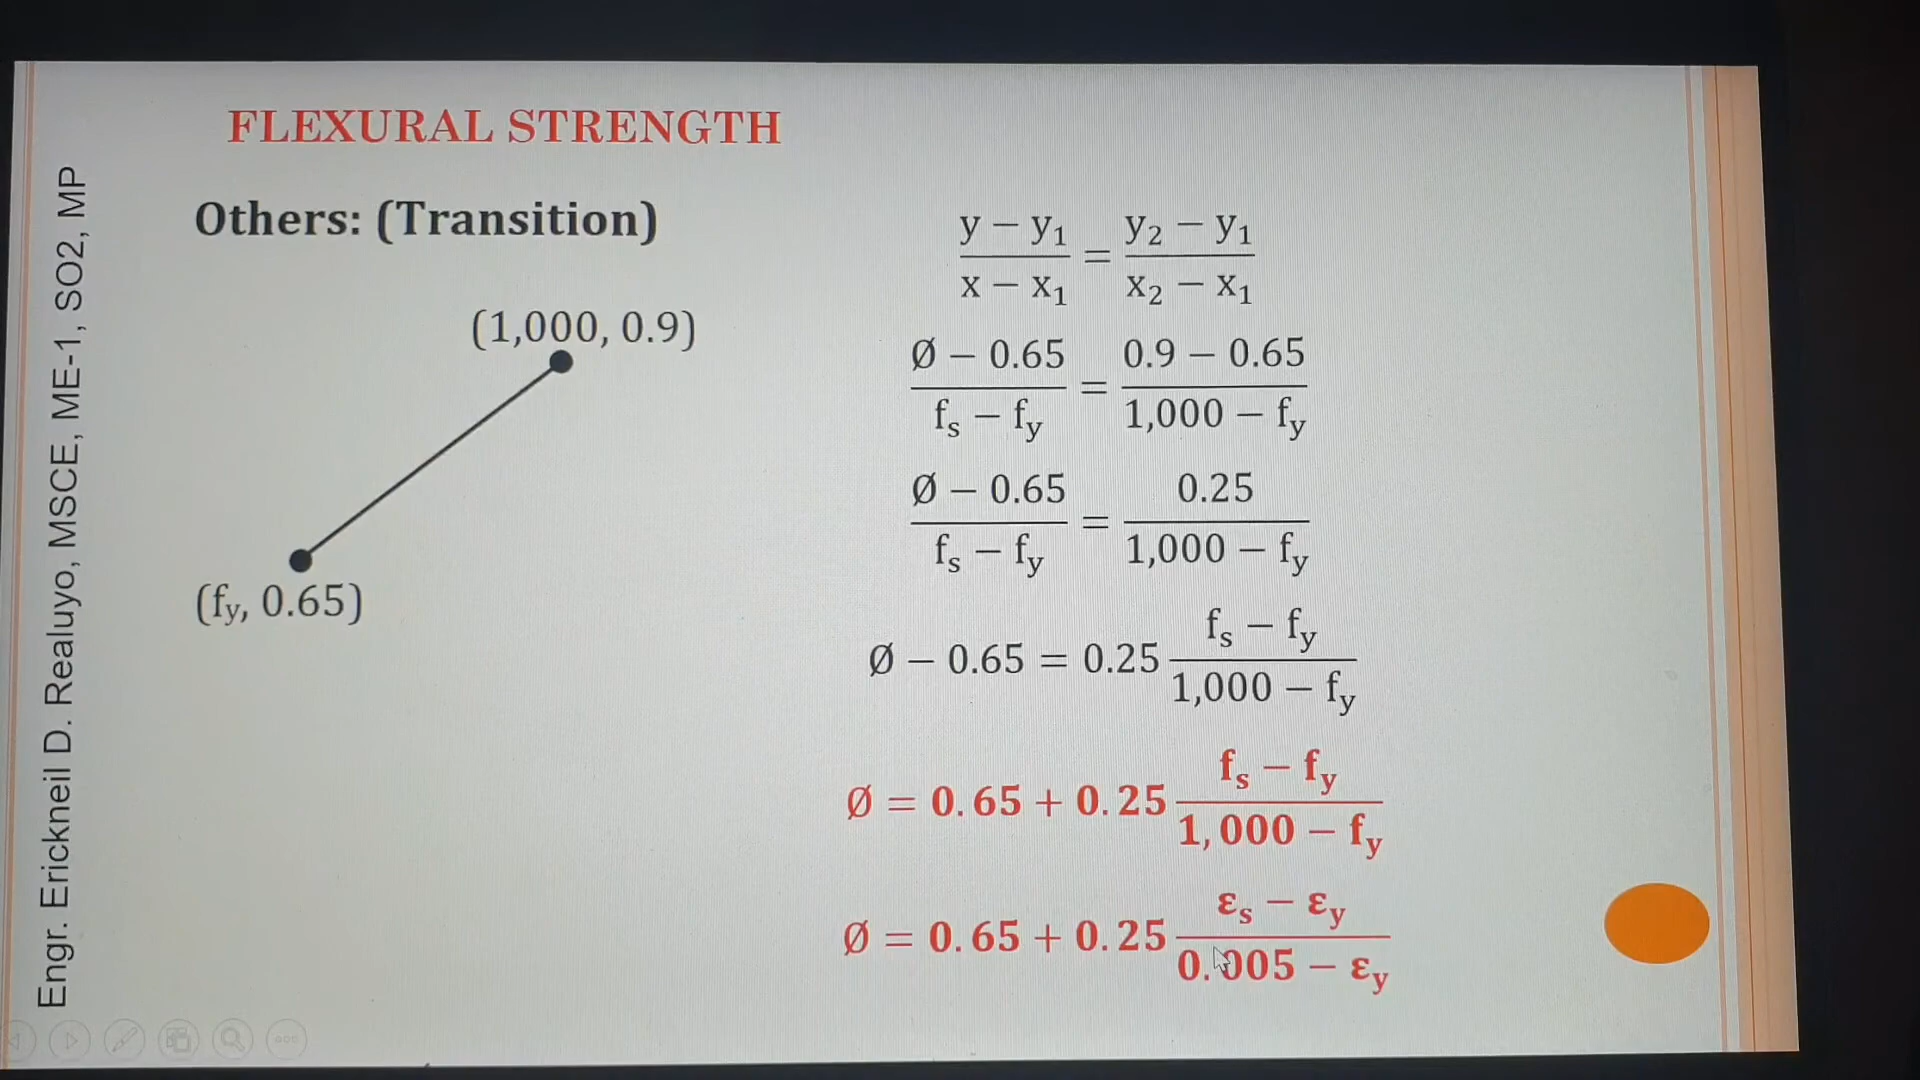 FLEXURAL STRENGTH
Engr. Erickneil D. Realuyo, MSCE, ME-1, SO2, MP
Others: (Transition)
(1,000, 0.9)
(fy, 0.65)
y − y₁ / x − x₁ = y₂ − y₁ / x₂ − x₁
Ø − 0.65 / fs − fy = 0.9 − 0.65 / 1,000 − fy
Ø − 0.65 / fs − fy = 0.25 / 1,000 − fy
Ø − 0.65 = 0.25 fs − fy / 1,000 − fy
Ø = 0.65 + 0.25 fs − fy / 1,000 − fy
Ø = 0.65 + 0.25 εs − εy / 0.005 − εy